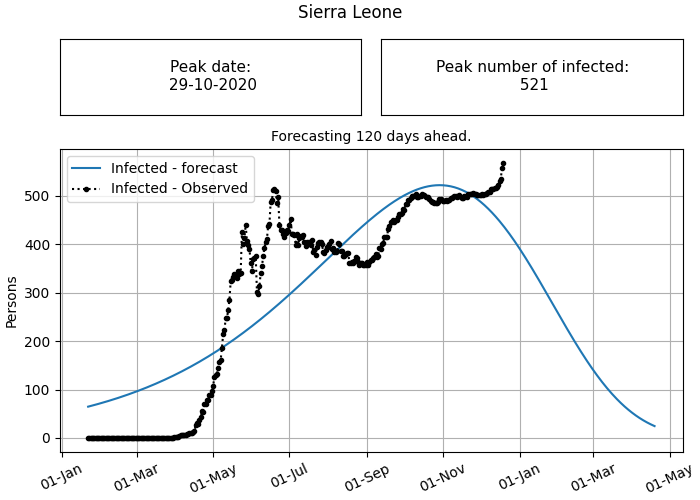 Sierra Leone
Peak date:
29-10-2020
Peak number of infected:
521
Forecasting 120 days ahead.
Infected - forecast
Infected - Observed
Persons
500
400
300
200
100
0
01-Jan
01-Mar
01-May
01-Jul
01-Sep
01-Nov
01-Jan
01-Mar
01-May